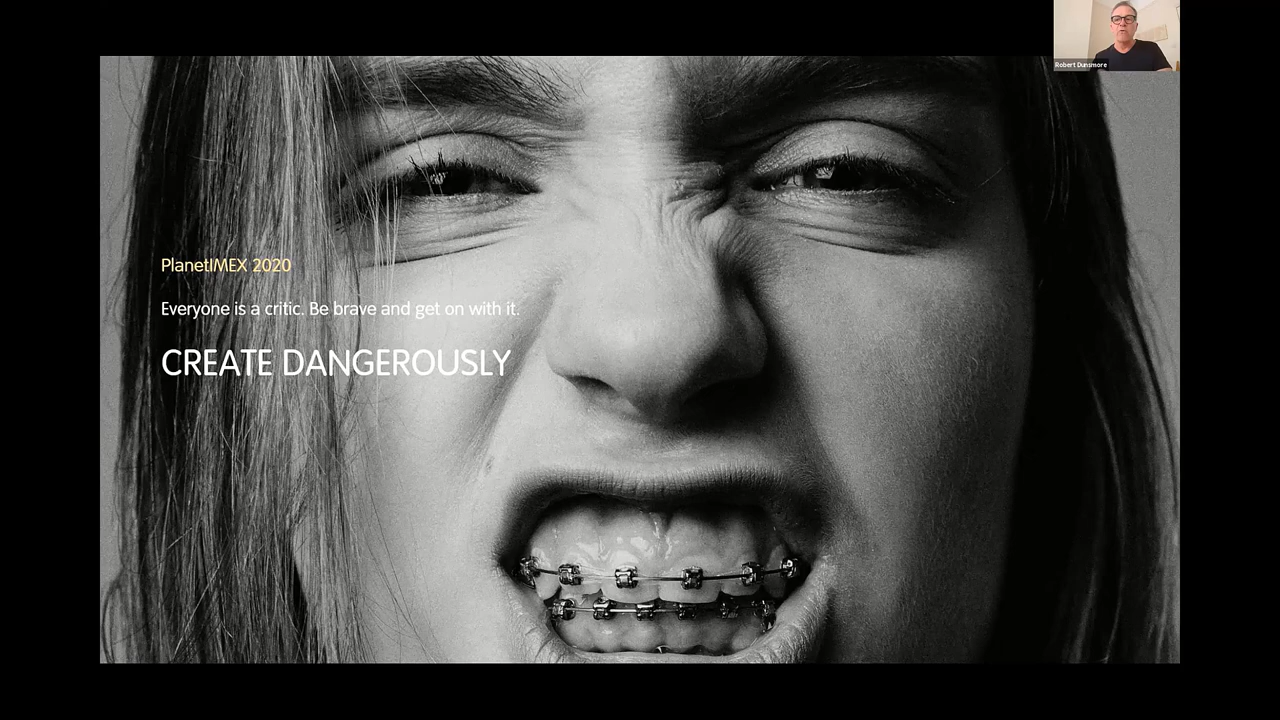 Robert Dunsmore
PlanetIMEX 2020
Everyone is a critic. Be brave and get on with it.
CREATE DANGEROUSLY